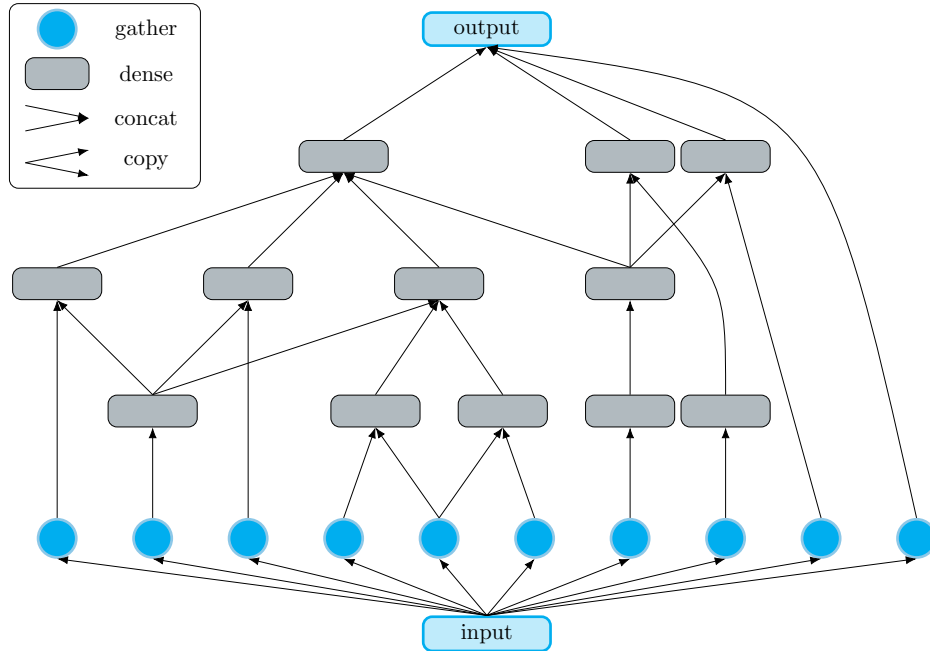 gather
dense
concat
copy
output
input